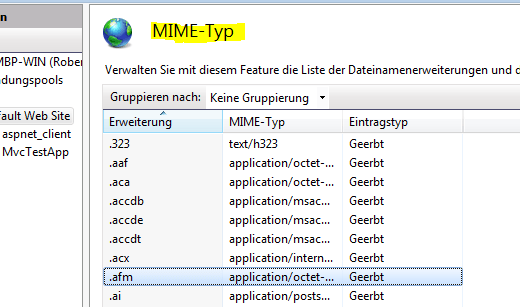 n
MIME-Typ
MBP-WIN (Rober
ndungspools
Verwalten Sie mit diesem Feature die Liste der Dateinamenerweiterungen und d
Gruppieren nach: Keine Gruppierung
fault Web Site
aspnet_client
MvcTestApp
Erweiterung MIME-Typ Eintragstyp
.323 text/h323 Geerbt
.aaf application/octet-... Geerbt
.aca application/octet-... Geerbt
.accdb application/msac... Geerbt
.accde application/msac... Geerbt
.accdt application/msac... Geerbt
.acx application/intern... Geerbt
.afm application/octet-... Geerbt
.ai application/posts... Geerbt